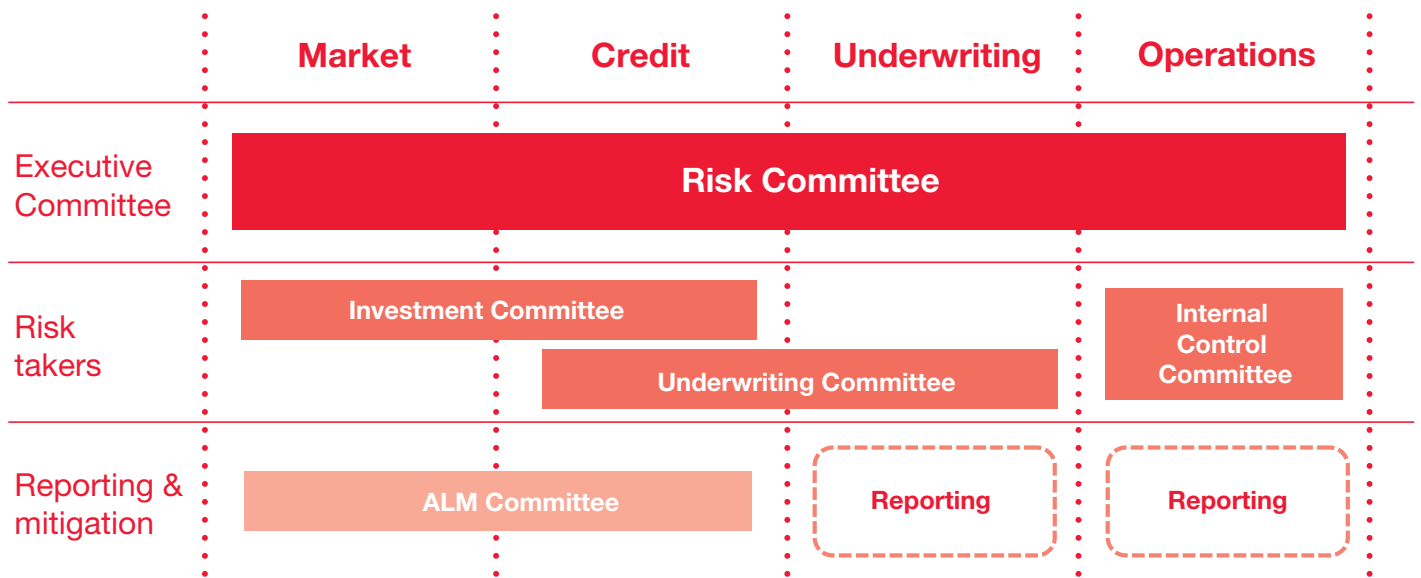 Market
Credit
Underwriting
Operations
Executive
Committee
Risk Committee
Risk
takers
Investment Committee
Underwriting Committee
Internal
Control
Committee
Reporting &
mitigation
ALM Committee
Reporting
Reporting